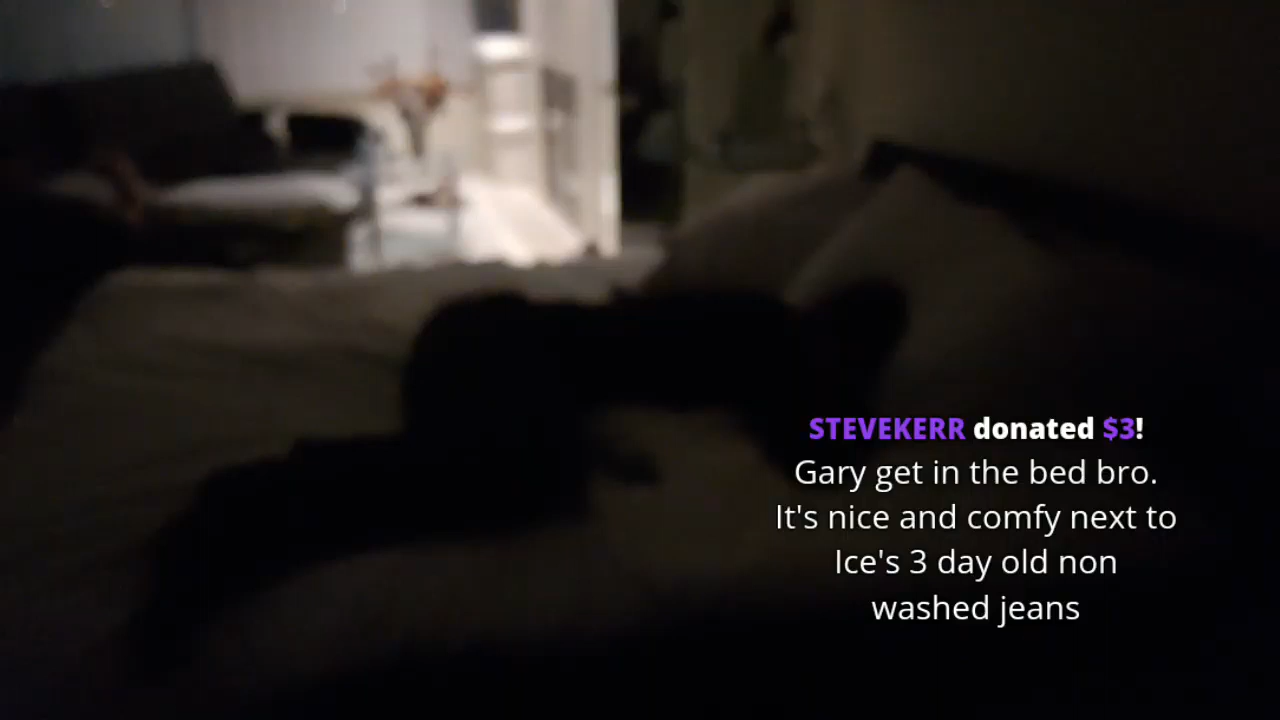 STEVEKERR donated $3!
Gary get in the bed bro.
It's nice and comfy next to
Ice's 3 day old non
washed jeans